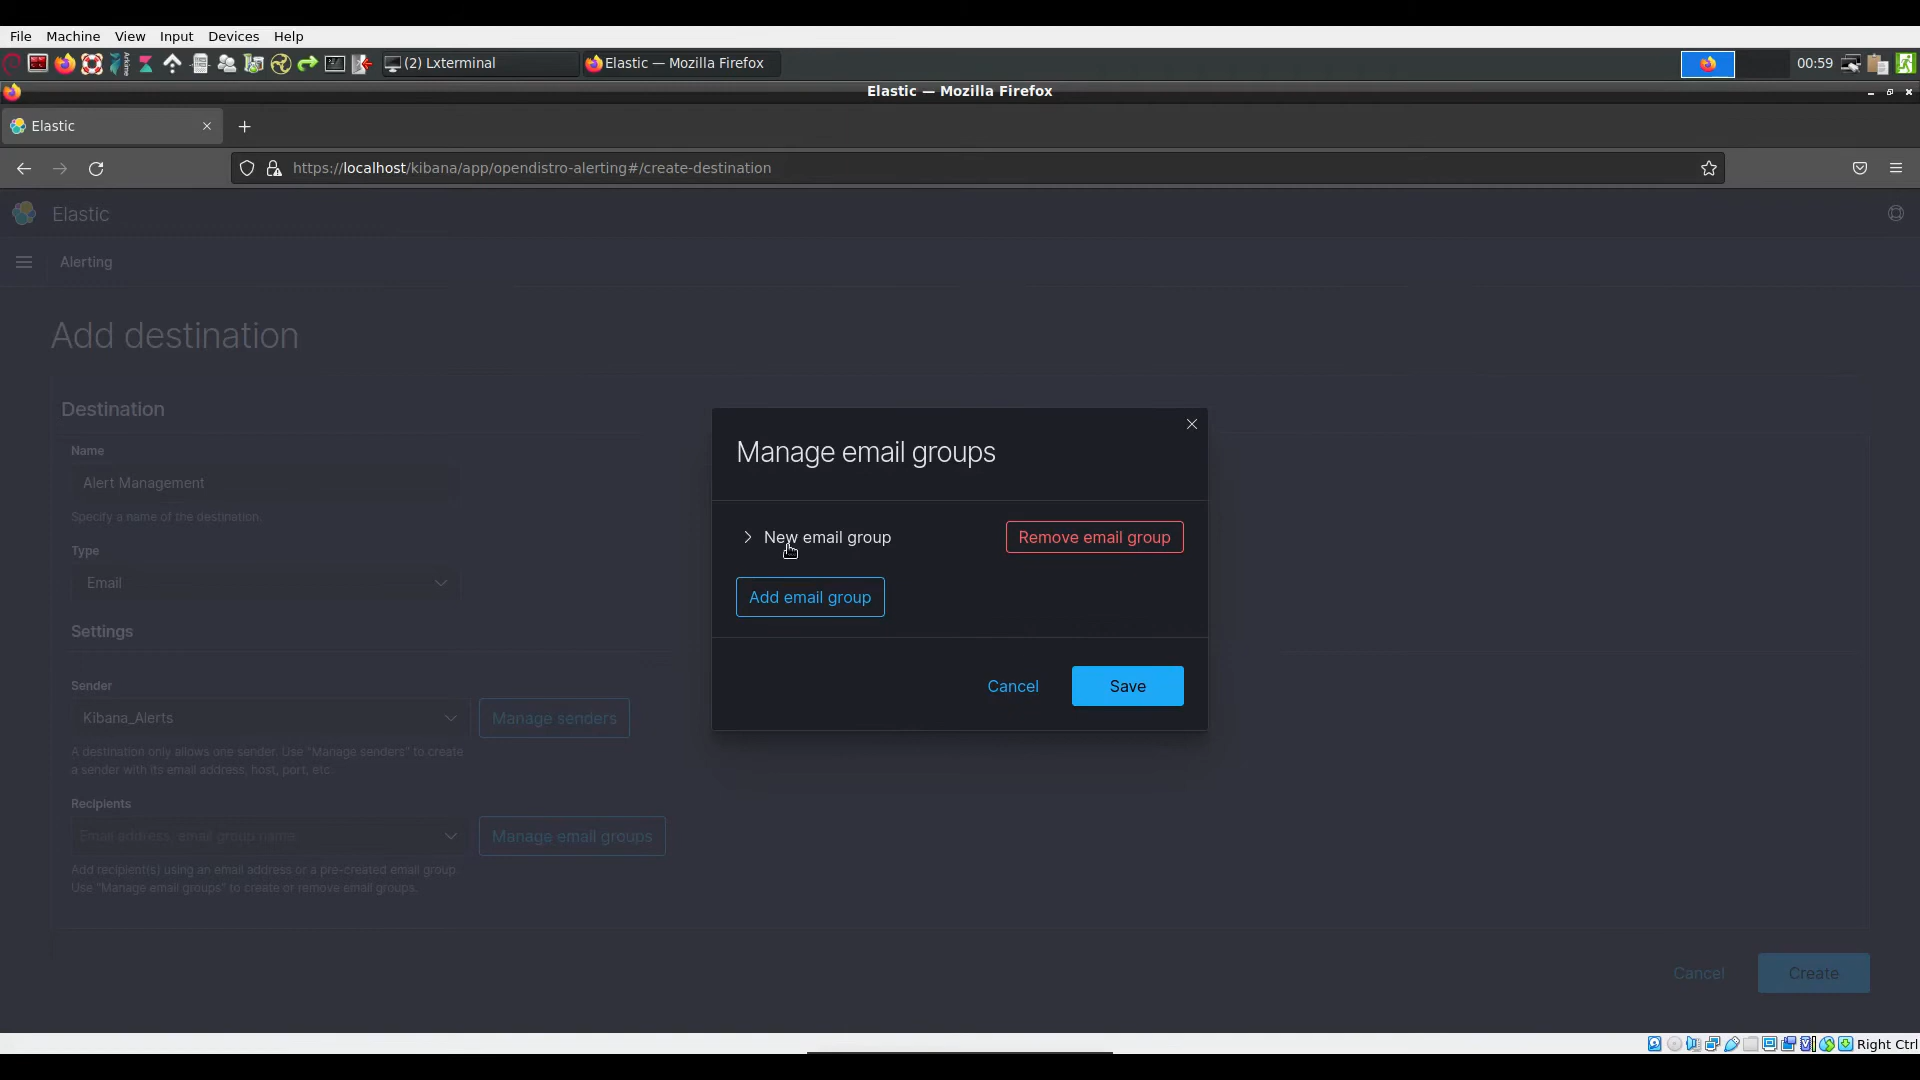 File Machine View Input Devices Help
(2) Lxterminal
Elastic — Mozilla Firefox
00:59
Elastic — Mozilla Firefox
Elastic
https://localhost/kibana/app/opendistro-alerting#/create-destination
Elastic
Alerting
Add destination
Destination
Name
Alert Management
Specify a name of the destination.
Type
Email
Settings
Sender
Kibana_Alerts
Manage senders
A destination only allows one sender. Use "Manage senders" to create
a sender with its email address, host, port, etc.
Recipients
Email address, email group name
Manage email groups
Add recipient(s) using an email address or a pre-created email group.
Use "Manage email groups" to create or remove email groups.
Manage email groups
New email group
Remove email group
Add email group
Cancel
Save
Cancel
Create
Right Ctrl